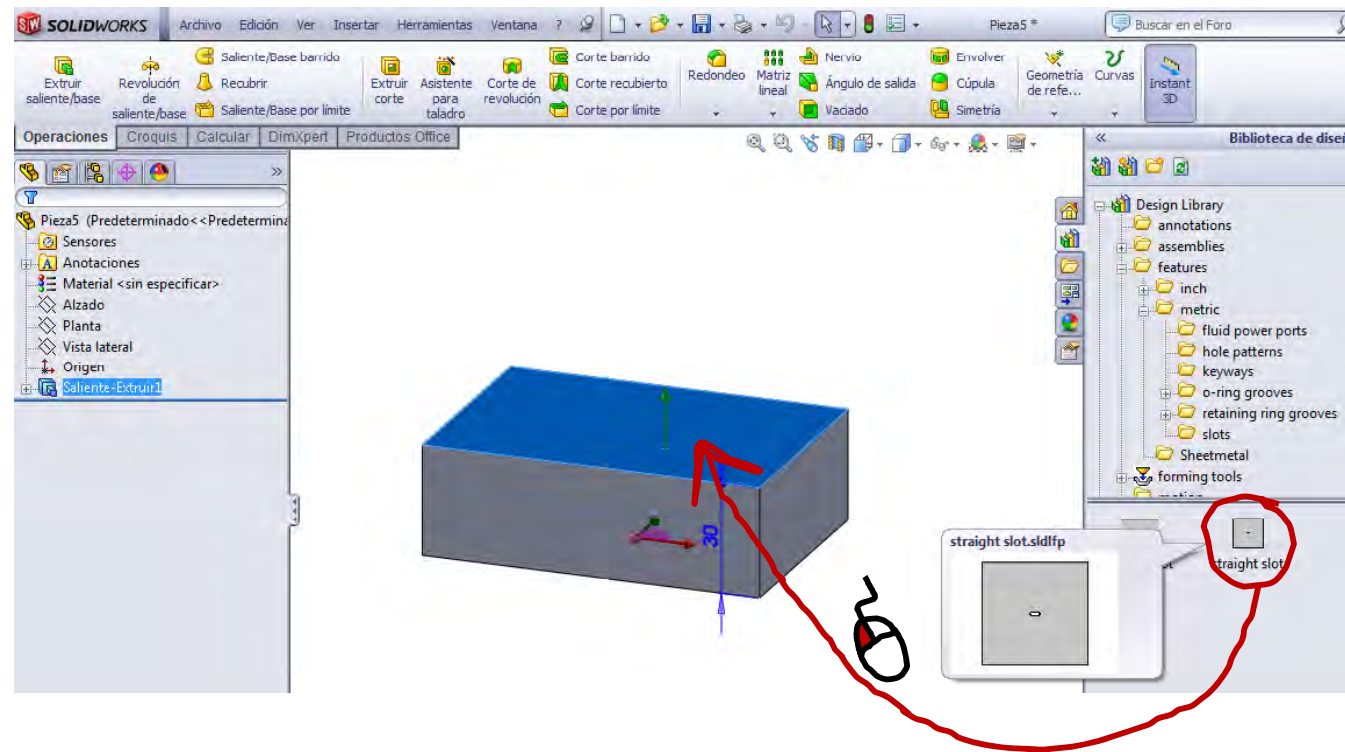 SOLIDWORKS Archivo Edición Ver Insertar Herramientas Ventana ? Pieza5 * Buscar en el Foro
Extruir
saliente/base
Revolución
de
saliente/base
Saliente/Base barrido
Recubrir
Saliente/Base por límite
Extruir
corte
Asistente
para
taladro
Corte de
revolución
Corte barrido
Corte recubierto
Corte por límite
Redondeo
Matriz
lineal
Nervio
Ángulo de salida
Vaciado
Envolver
Cúpula
Simetría
Geometría
de refe...
Curvas
Instant
3D
Operaciones Croquis Calcular DimXpert Productos Office
Pieza5 (Predeterminado<<Predetermina
Sensores
Anotaciones
Material <sin especificar>
Alzado
Planta
Vista lateral
Origen
Saliente-Extruir1
30
Biblioteca de dise
Design Library
annotations
assemblies
features
inch
metric
fluid power ports
hole patterns
keyways
o-ring grooves
retaining ring grooves
slots
Sheetmetal
forming tools
straight slot.sldlfp
straight slot